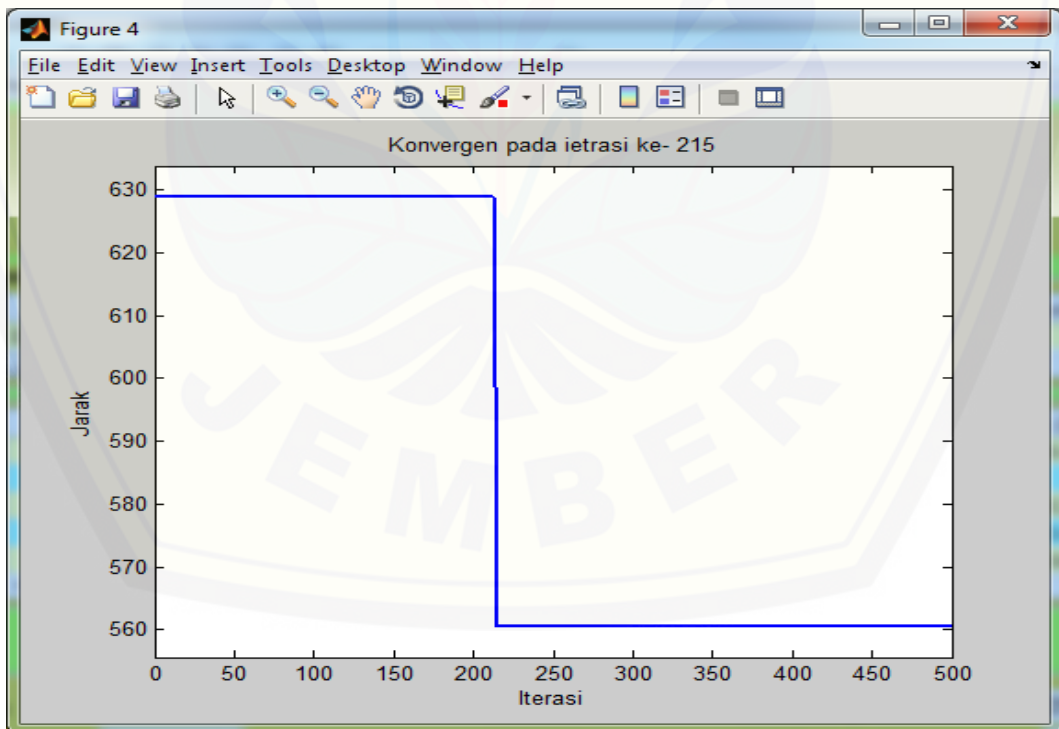 Figure 4
File Edit View Insert Tools Desktop Window Help
Konvergen pada ietrasi ke- 215
630
620
610
600
590
580
570
560
Jarak
0 50 100 150 200 250 300 350 400 450 500
Iterasi
JEMBER